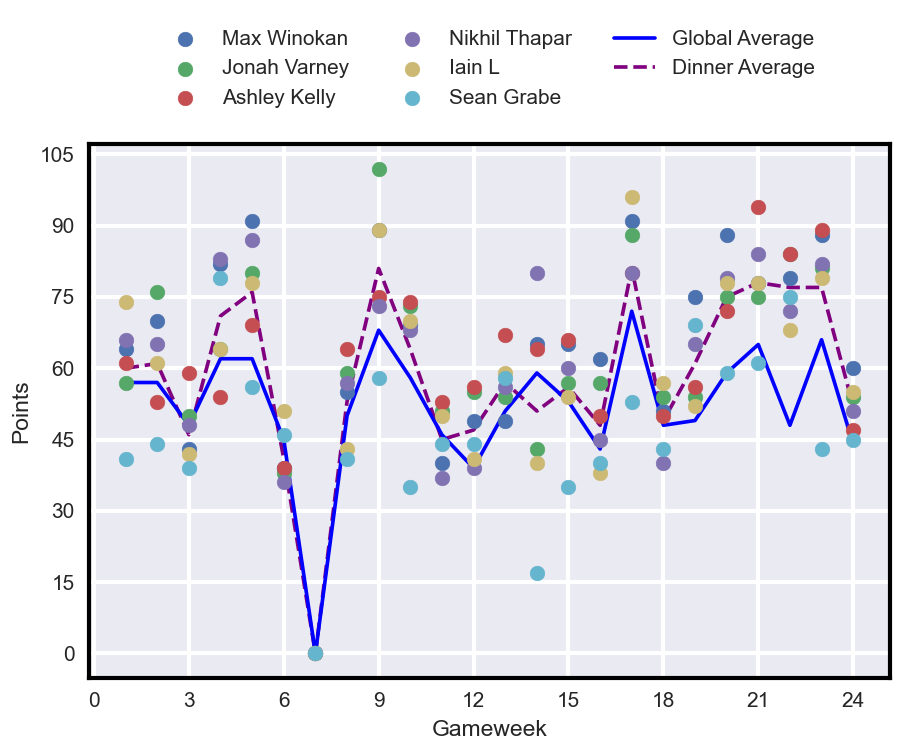 Max Winokan
Jonah Varney
Ashley Kelly
Nikhil Thapar
Iain L
Sean Grabe
Global Average
Dinner Average
105
90
75
60
45
30
15
0
Points
0 3 6 9 12 15 18 21 24
Gameweek